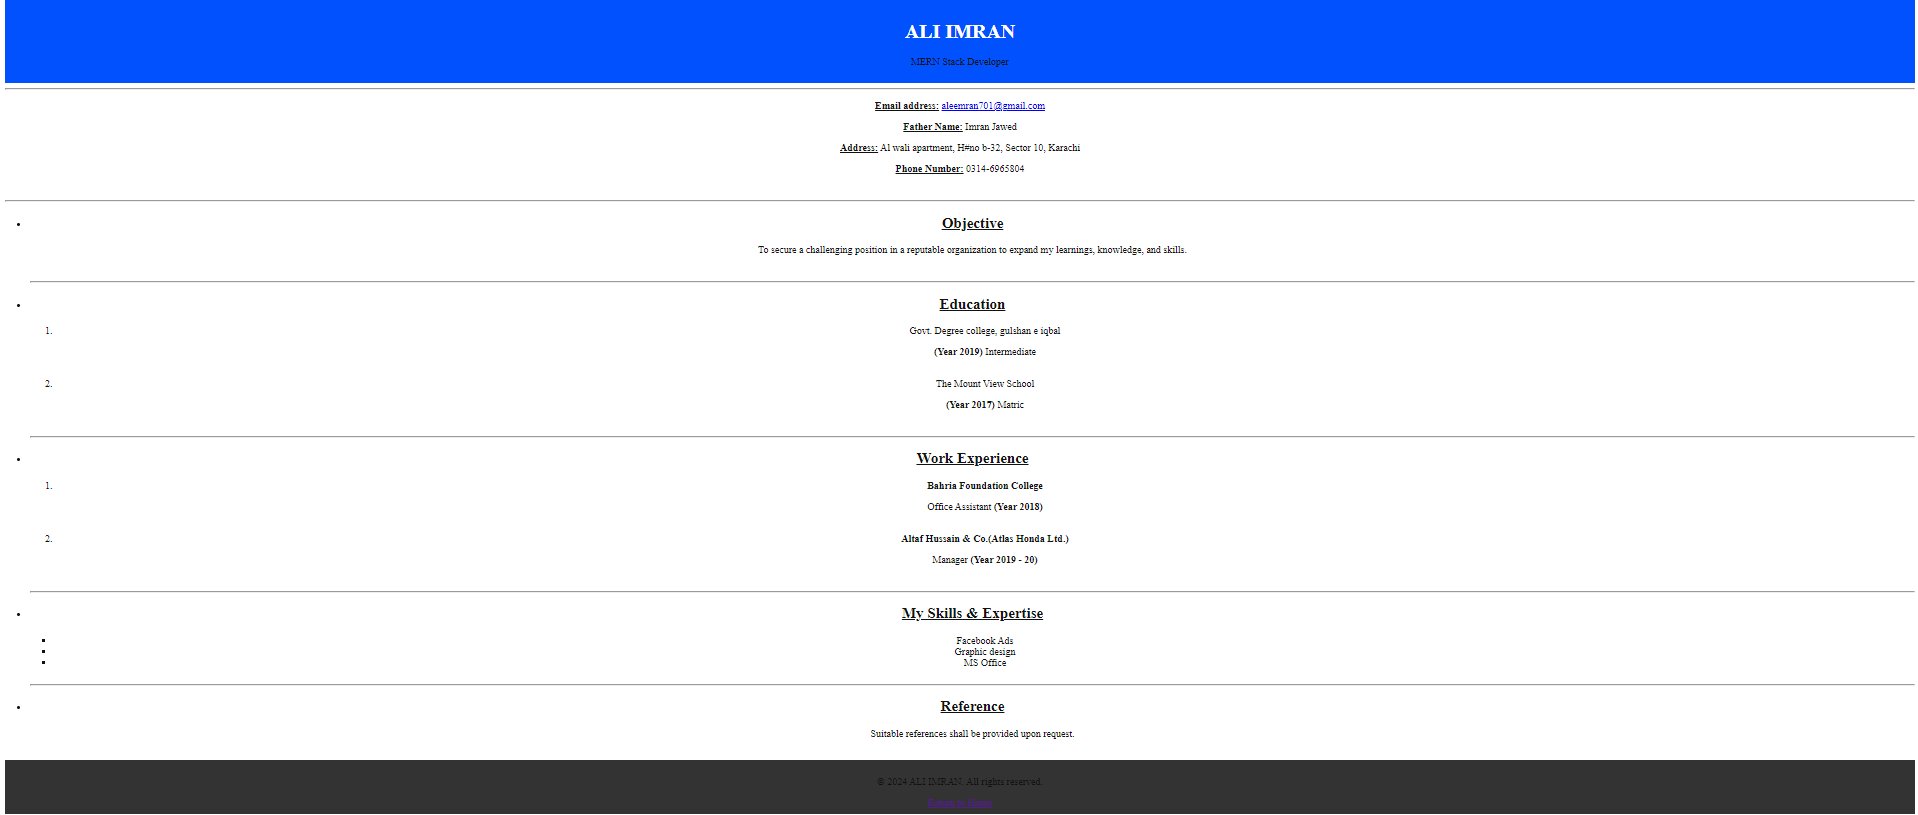 ALI IMRAN
MERN Stack Developer
Email address: aleemran701@gmail.com
Father Name: Imran Jawed
Address: Al wali apartment, H#no b-32, Sector 10, Karachi
Phone Number: 0314-6965804
Objective
To secure a challenging position in a reputable organization to expand my learnings, knowledge, and skills.
Education
1. Govt. Degree college, gulshan e iqbal
(Year 2019) Intermediate
2. The Mount View School
(Year 2017) Matric
Work Experience
1. Bahria Foundation College
Office Assistant (Year 2018)
2. Altaf Hussain & Co.(Atlas Honda Ltd.)
Manager (Year 2019 - 20)
My Skills & Expertise
Facebook Ads
Graphic design
MS Office
Reference
Suitable references shall be provided upon request.
© 2024 ALI IMRAN. All rights reserved.